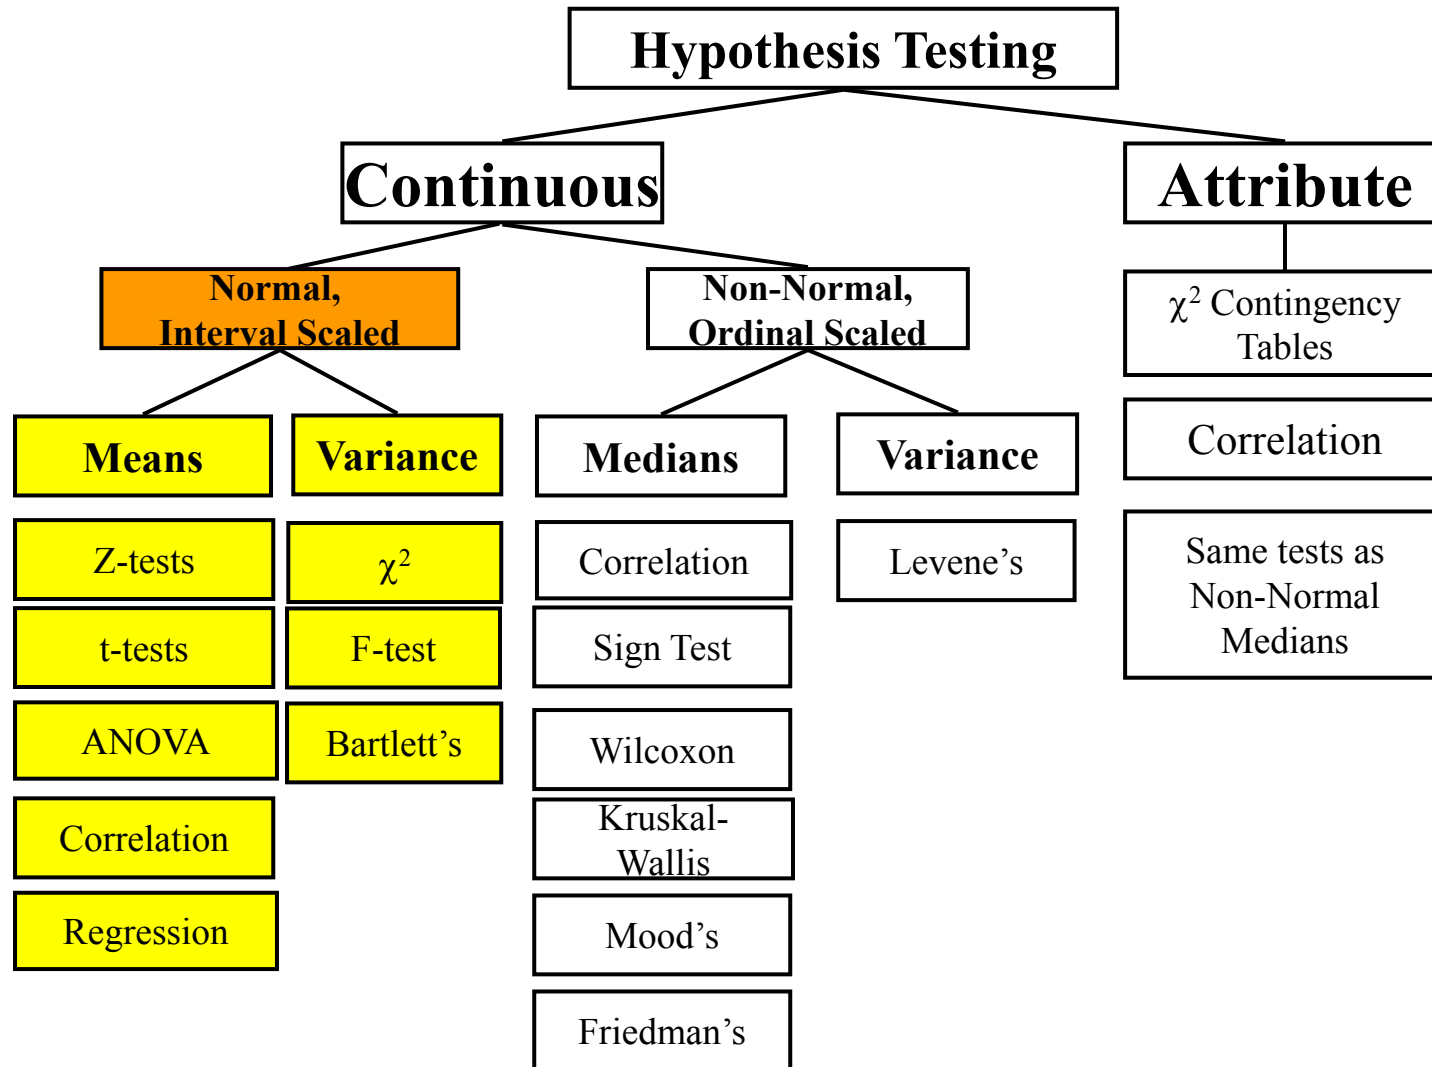 Hypothesis Testing
Continuous
Attribute
Normal,
Interval Scaled
Non-Normal,
Ordinal Scaled
χ² Contingency
Tables
Correlation
Same tests as
Non-Normal
Medians
Means
Z-tests
t-tests
ANOVA
Correlation
Regression
Variance
χ²
F-test
Bartlett’s
Medians
Correlation
Sign Test
Wilcoxon
Kruskal-
Wallis
Mood’s
Friedman’s
Variance
Levene’s